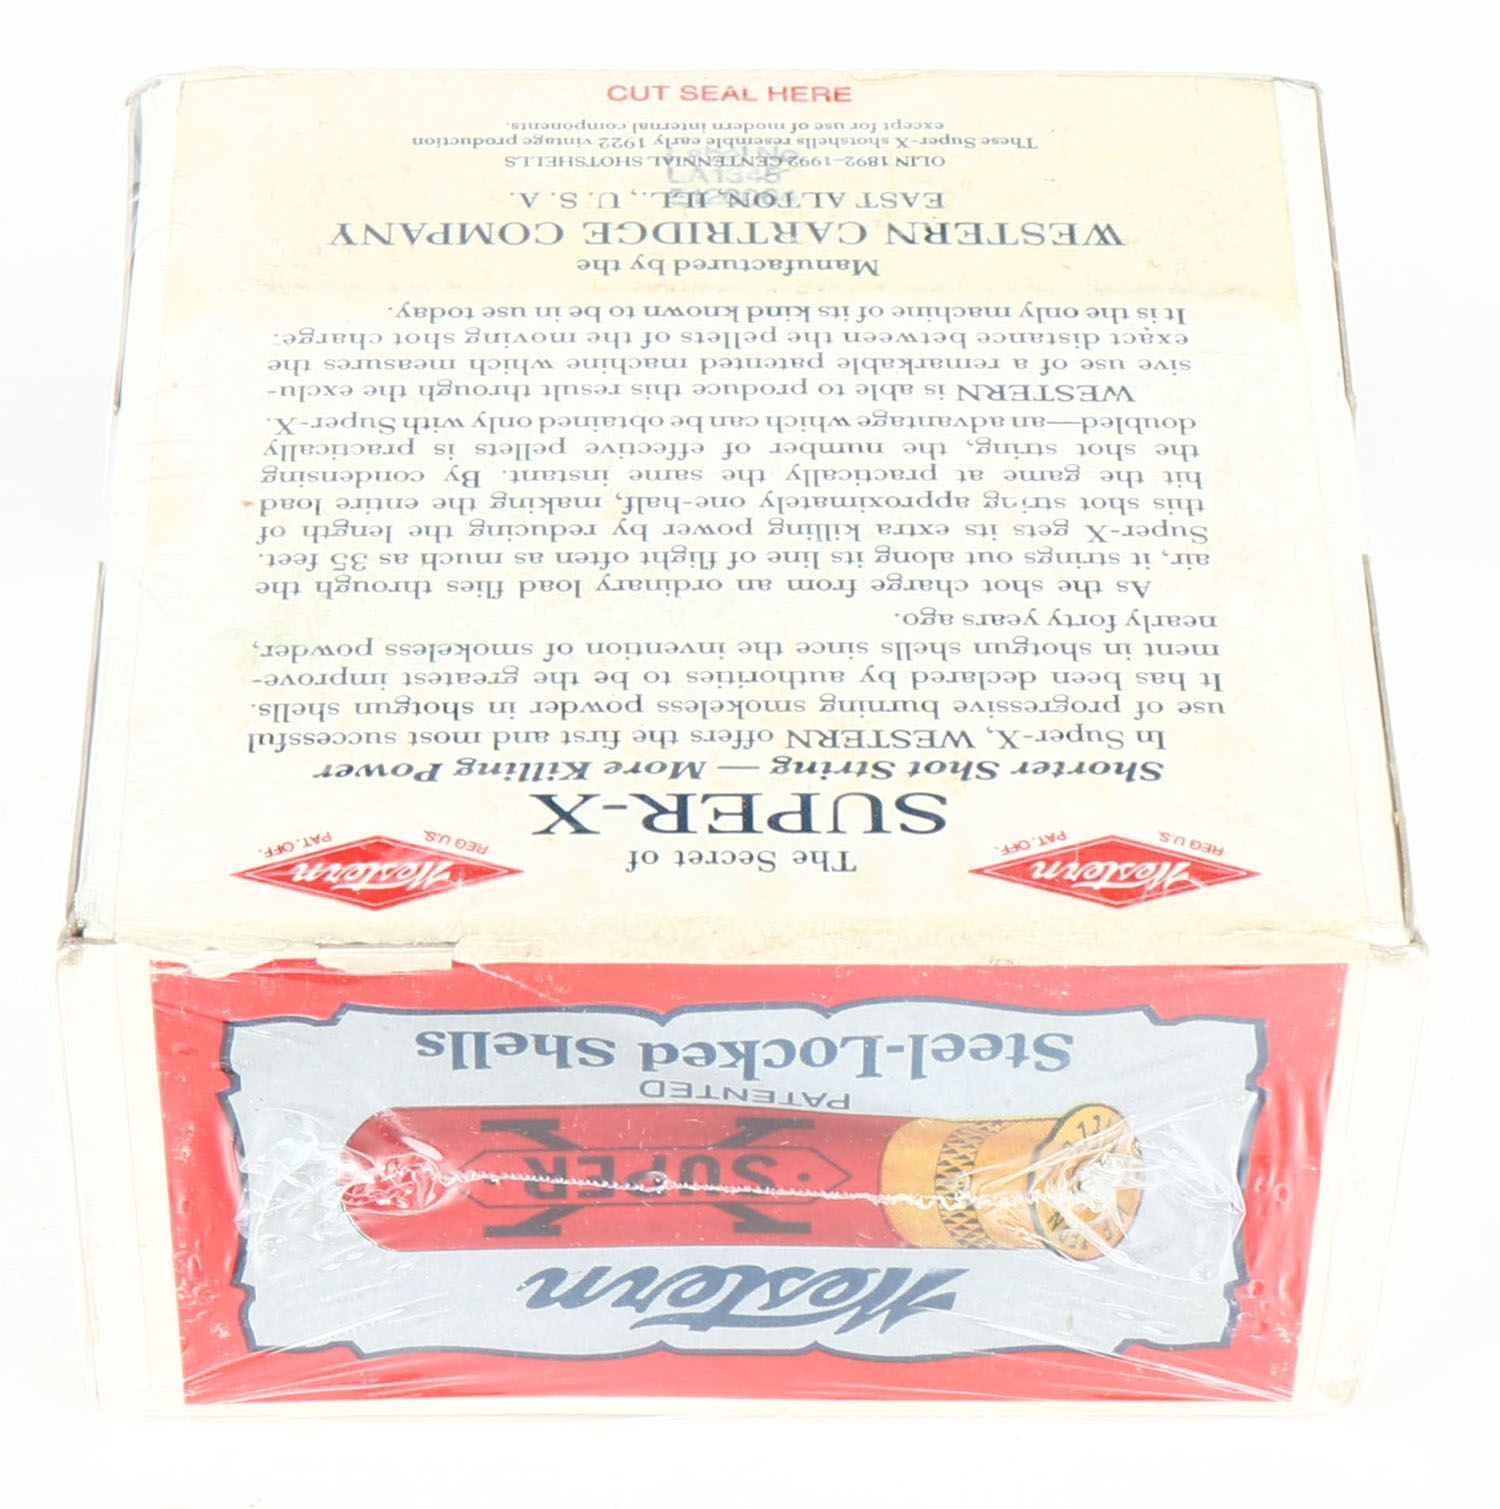 CUT SEAL HERE
Western
REG U.S. PAT. OFF.
Western
REG U.S. PAT. OFF.
The Secret of
SUPER-X
Shorter Shot String — More Killing Power
In Super-X, WESTERN offers the first and most successful
use of progressive burning smokeless powder in shotgun shells.
It has been declared by authorities to be the greatest improve-
ment in shotgun shells since the invention of smokeless powder,
nearly forty years ago.
As the shot charge from an ordinary load flies through the
air, it strings out along its line of flight often as much as 35 feet.
Super-X gets its extra killing power by reducing the length of
this shot string approximately one-half, making the entire load
hit the game at practically the same instant. By condensing
the shot string, the number of effective pellets is practically
doubled—an advantage which can be obtained only with Super-X.
WESTERN is able to produce this result through the exclu-
sive use of a remarkable patented machine which measures the
exact distance between the pellets of the moving shot charge.
It is the only machine of its kind known to be in use today.
Manufactured by the
WESTERN CARTRIDGE COMPANY
EAST ALTON, ILL., U. S. A.
OLIN 1892–1992 CENTENNIAL SHOTSHELLS
These Super-X shotshells resemble early 1922 vintage production
except for use of modern internal components.
LA1345
Western
SUPER
X
PATENTED
Steel-Locked Shells